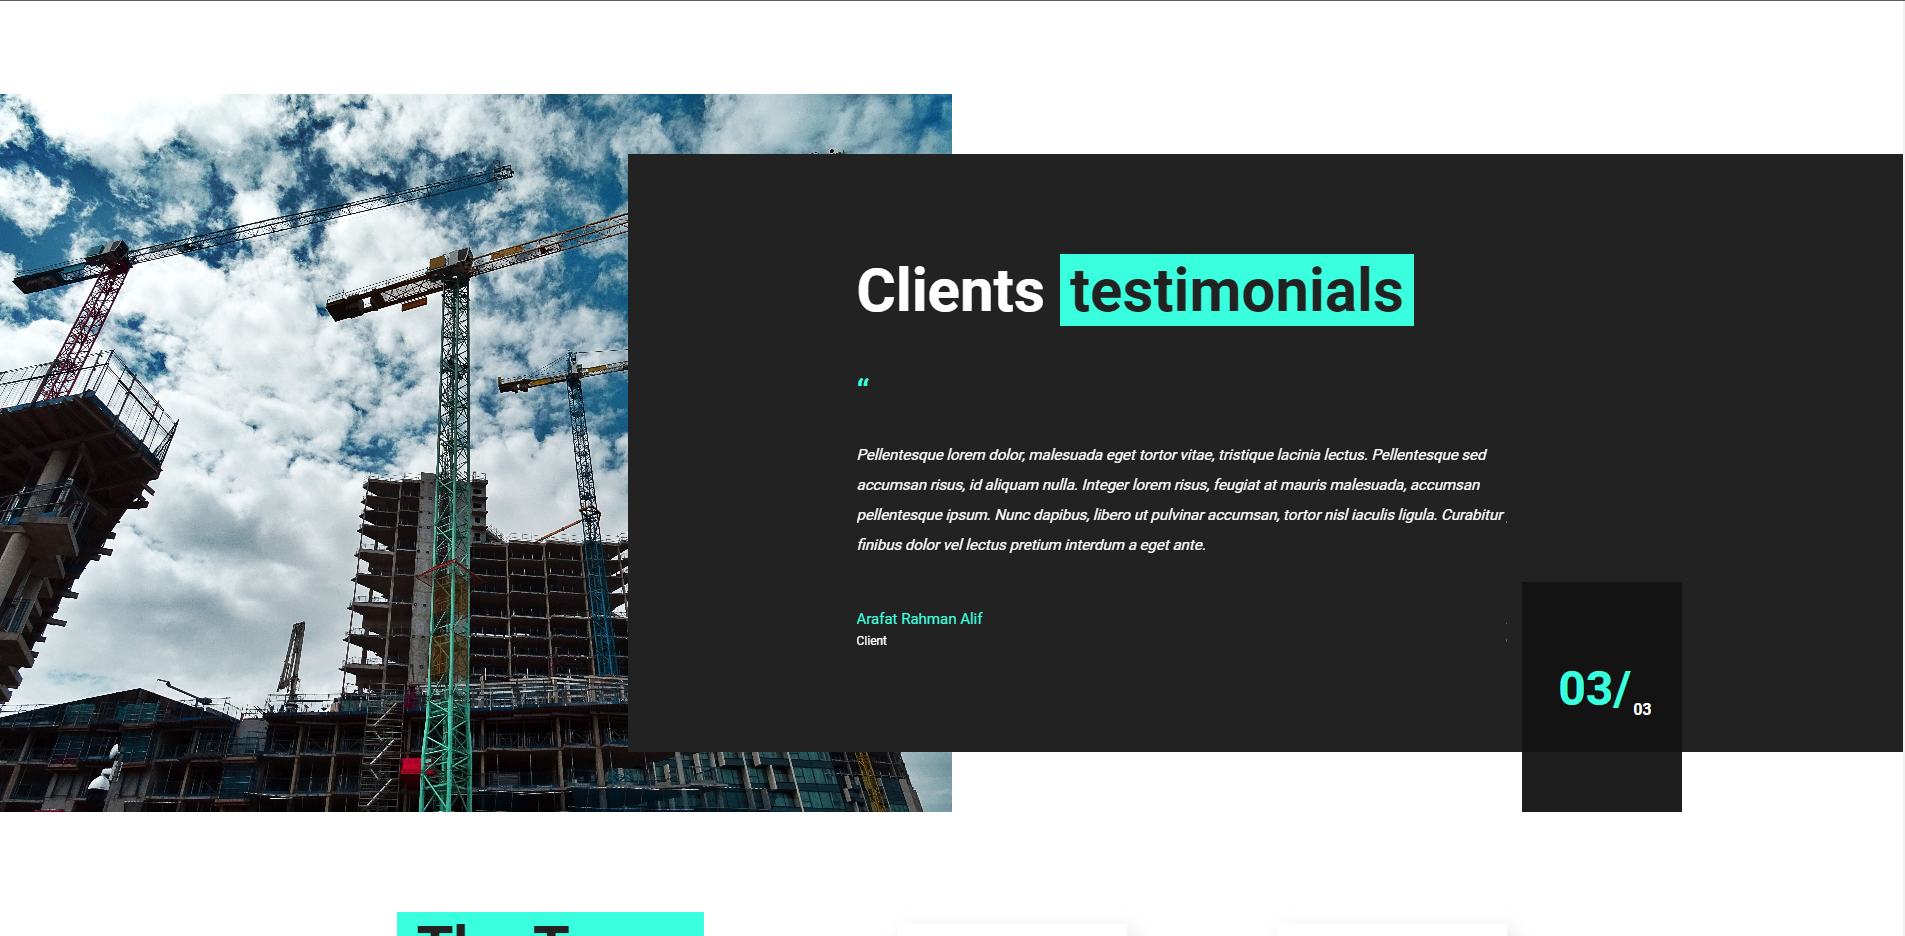 Clients testimonials
“
Pellentesque lorem dolor, malesuada eget tortor vitae, tristique lacinia lectus. Pellentesque sed
accumsan risus, id aliquam nulla. Integer lorem risus, feugiat at mauris malesuada, accumsan
pellentesque ipsum. Nunc dapibus, libero ut pulvinar accumsan, tortor nisl iaculis ligula. Curabitur
finibus dolor vel lectus pretium interdum a eget ante.
Arafat Rahman Alif
Client
03/03